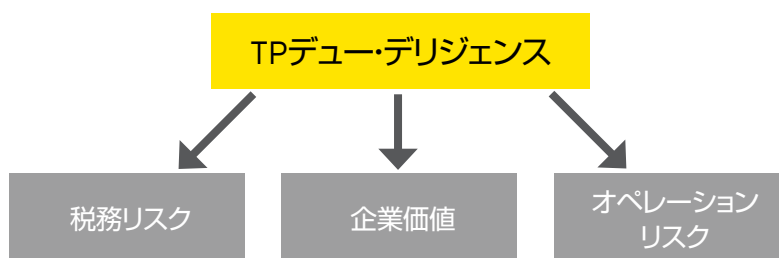 TPデュー・デリジェンス
税務リスク
企業価値
オペレーション
リスク